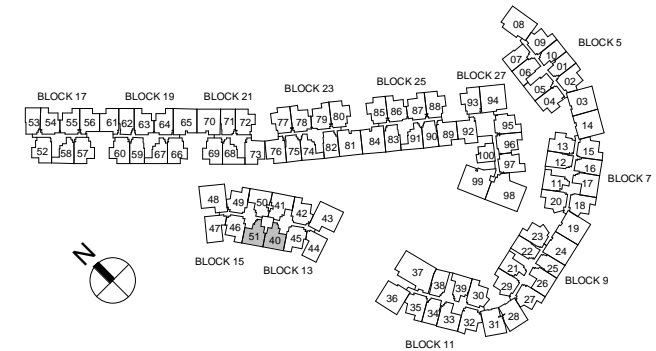 08
09
BLOCK 5
10
07
01
06
02
05
04
03
14
BLOCK 17
BLOCK 19
BLOCK 21
BLOCK 23
BLOCK 25
BLOCK 27
53 54 55 56 61 62 63 64 65 70 71 72
77 78 79 80
85 86 87 88
93 94
52 58 57 60 59 67 66 69 68 73 76 75 74 82 81 84 83 91 90 89 92
95
96
100 97
99 98
13 15
12 16
11 17
20 18
BLOCK 7
19
23
22 24
21 25
29 26
27
28
BLOCK 9
48 49 50 41 42 43
47 46 51 40 45 44
BLOCK 15
BLOCK 13
N
37
38 39 30
36
35 34 33 32 31
BLOCK 11